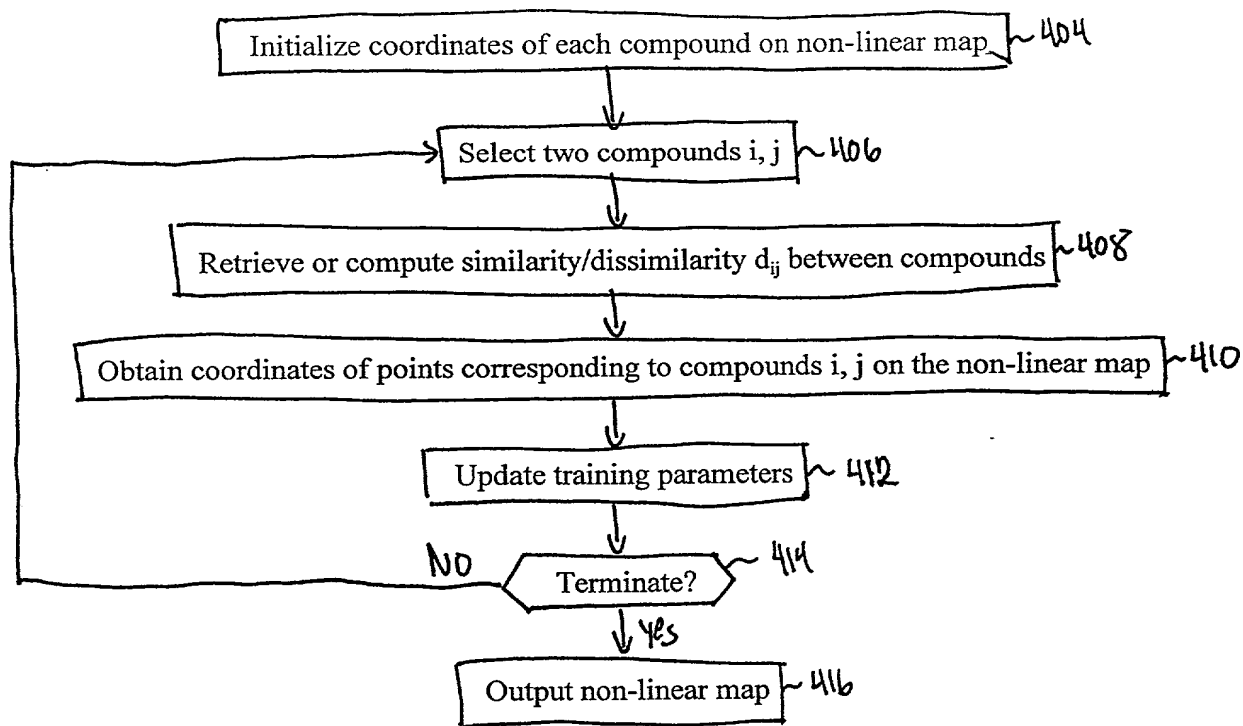 Initialize coordinates of each compound on non-linear map 404
Select two compounds i, j 406
Retrieve or compute similarity/dissimilarity dij between compounds 408
Obtain coordinates of points corresponding to compounds i, j on the non-linear map 410
Update training parameters 412
NO Terminate? 414
Yes
Output non-linear map 416